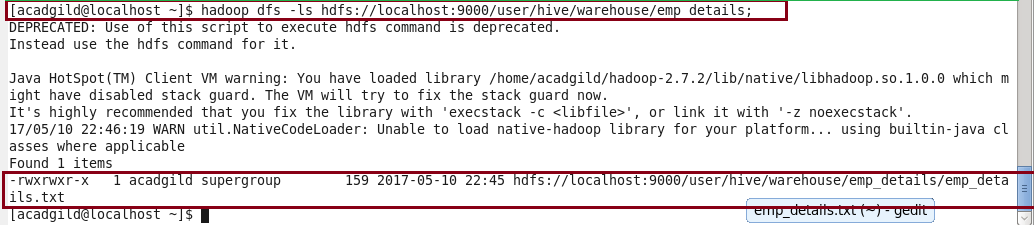 [acadgild@localhost ~]$ hadoop dfs -ls hdfs://localhost:9000/user/hive/warehouse/emp_details;
DEPRECATED: Use of this script to execute hdfs command is deprecated.
Instead use the hdfs command for it.
Java HotSpot(TM) Client VM warning: You have loaded library /home/acadgild/hadoop-2.7.2/lib/native/libhadoop.so.1.0.0 which m
ight have disabled stack guard. The VM will try to fix the stack guard now.
It's highly recommended that you fix the library with 'execstack -c <libfile>', or link it with '-z noexecstack'.
17/05/10 22:46:19 WARN util.NativeCodeLoader: Unable to load native-hadoop library for your platform... using builtin-java cl
asses where applicable
Found 1 items
-rwxrwxr-x   1 acadgild supergroup        159 2017-05-10 22:45 hdfs://localhost:9000/user/hive/warehouse/emp_details/emp_deta
ils.txt
[acadgild@localhost ~]$
emp_details.txt (~) - gedit